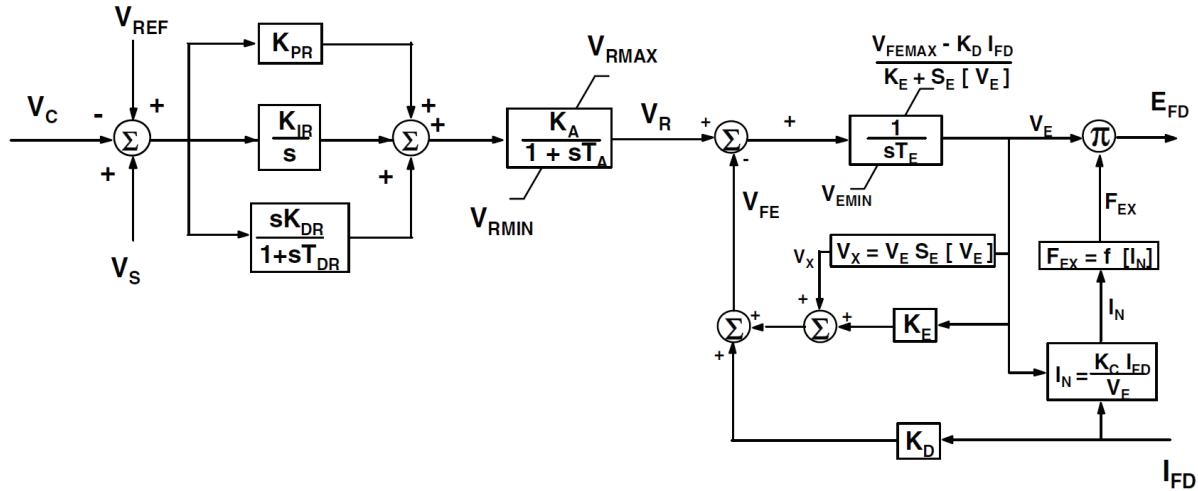 V_REF
K_PR
V_C
-
+
Σ
+
K_IR
s
+
+
+
Σ
sK_DR
1+sT_DR
V_S
V_RMAX
K_A
1 + sT_A
V_RMIN
V_R
+
Σ
-
+
V_FEMAX - K_D I_FD
K_E + S_E [ V_E ]
1
sT_E
V_EMIN
V_E
π
E_FD
V_FE
F_EX
V_X
V_X = V_E S_E [ V_E ]
F_EX = f [I_N]
I_N
+
Σ
+
+
Σ
+
K_E
I_N = K_C I_FD
V_E
K_D
I_FD